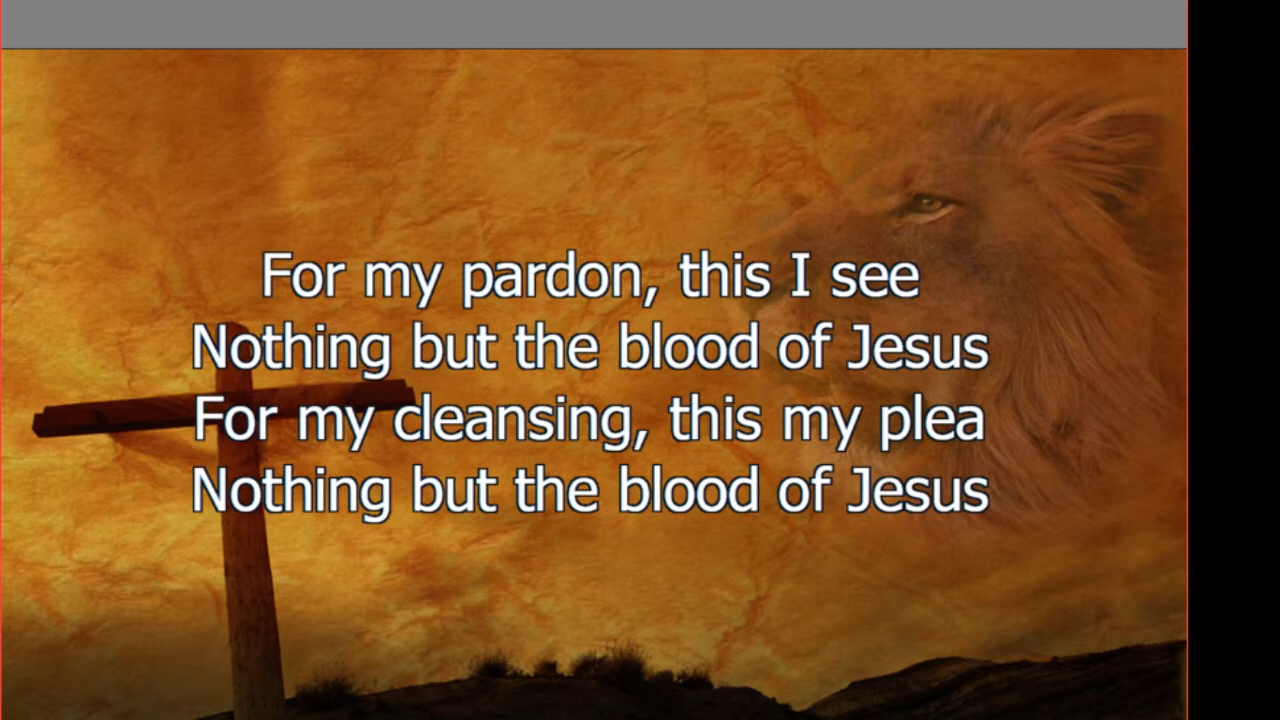 For my pardon, this I see
Nothing but the blood of Jesus
For my cleansing, this my plea
Nothing but the blood of Jesus